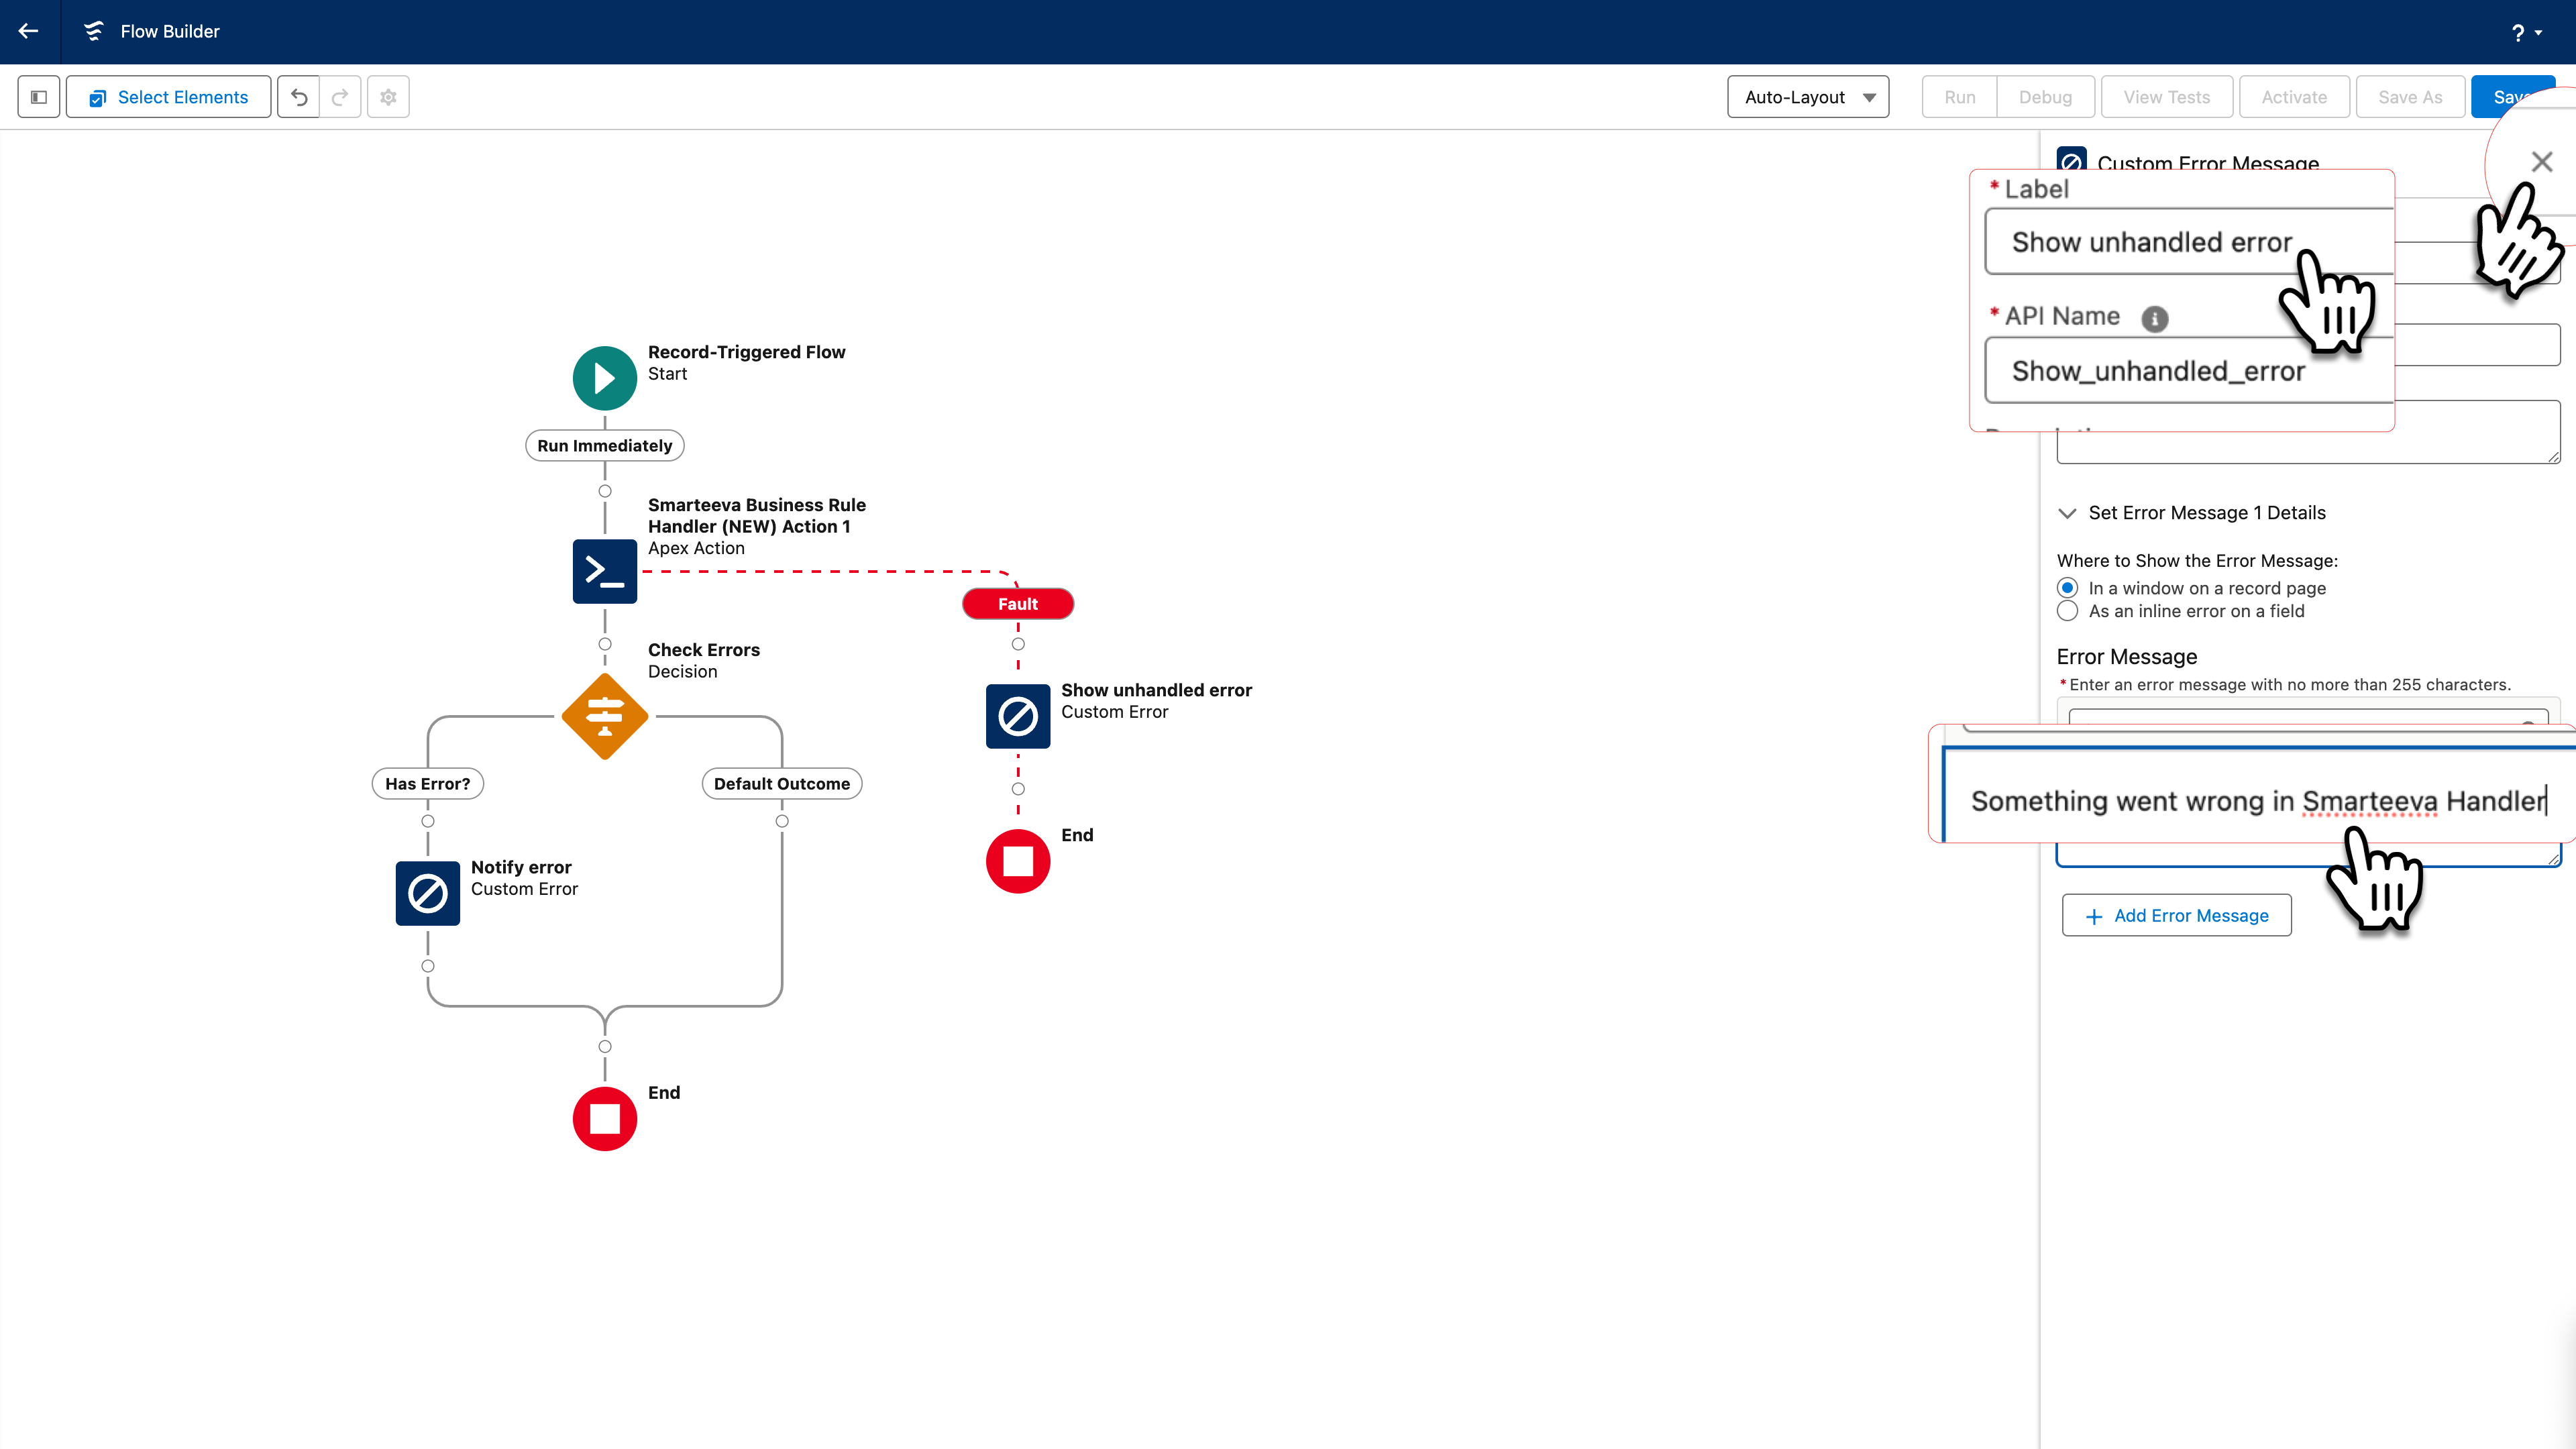 Flow Builder
?
Select Elements
Auto-Layout
Run
Debug
View Tests
Activate
Save As
Save
Custom Error Message
* Label
Show unhandled error
* API Name
Show_unhandled_error
Record-Triggered Flow
Start
Run Immediately
Smarteeva Business Rule
Handler (NEW) Action 1
Apex Action
Fault
Check Errors
Decision
Show unhandled error
Custom Error
Has Error?
Default Outcome
End
Notify error
Custom Error
End
Set Error Message 1 Details
Where to Show the Error Message:
In a window on a record page
As an inline error on a field
Error Message
* Enter an error message with no more than 255 characters.
Something went wrong in Smarteeva Handler
+ Add Error Message